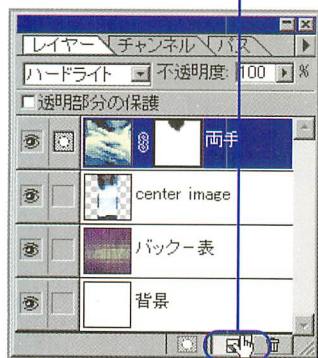 レイヤー チャンネル パス
ハードライト 不透明度: 100 %
透明部分の保護
両手
center image
バックー表
背景